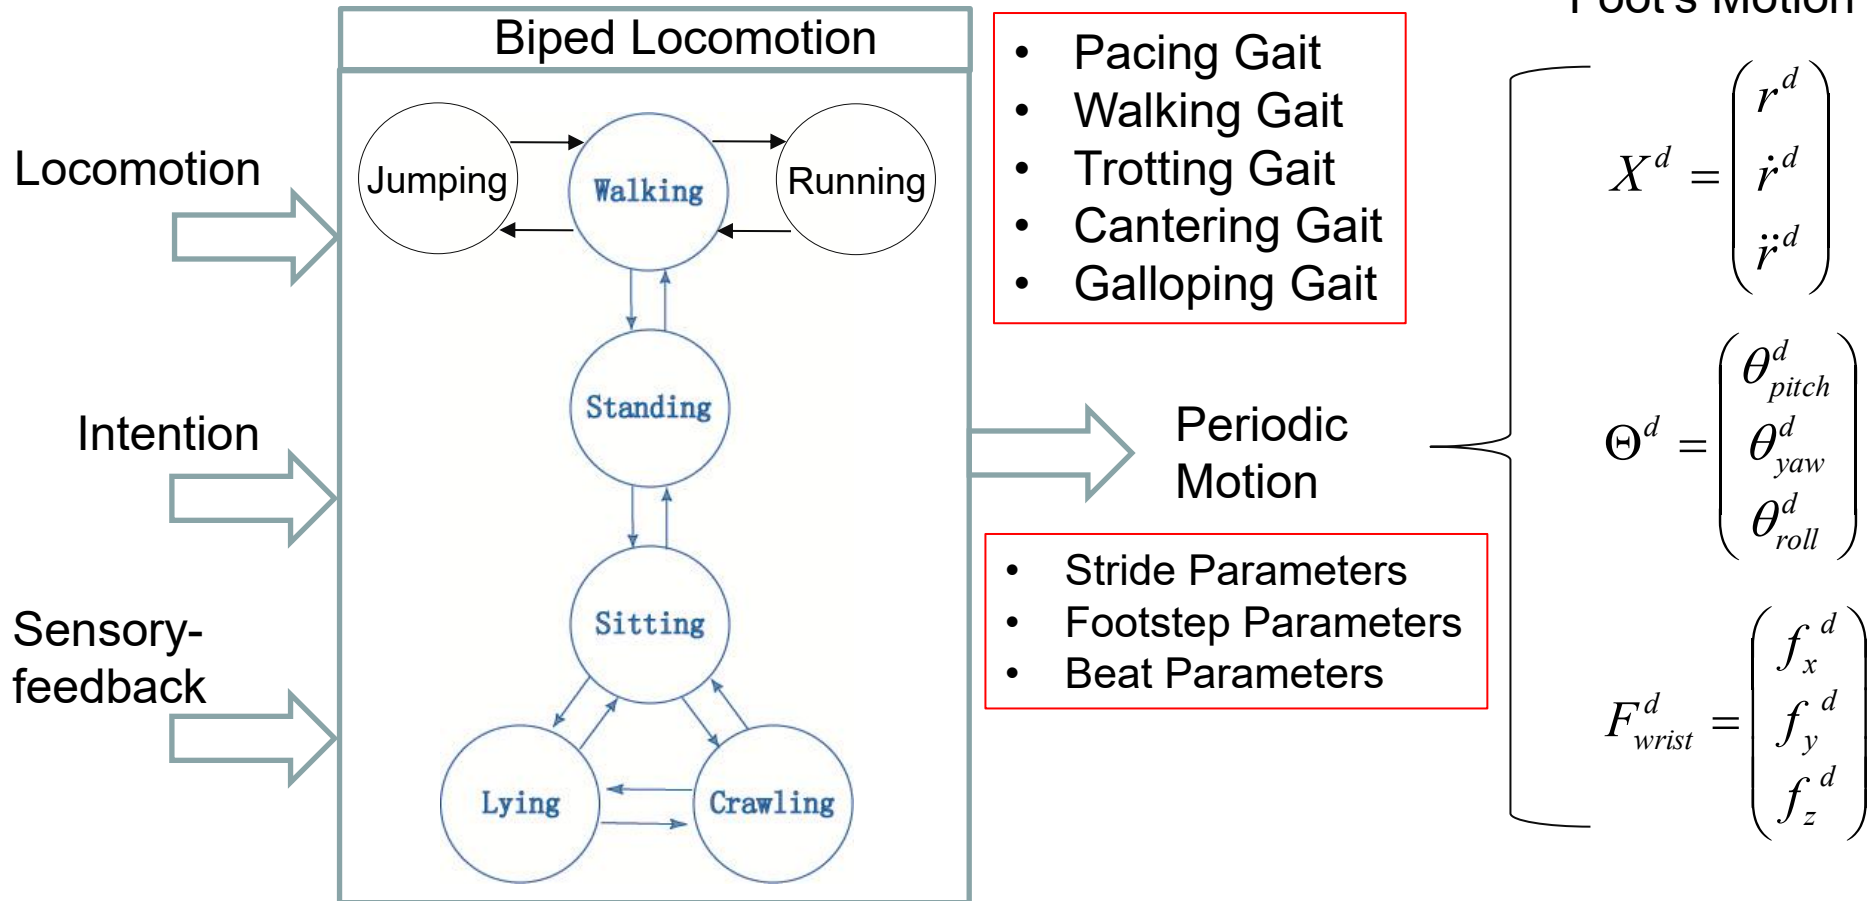 Foot's Motion
Biped Locomotion
Locomotion
Intention
Sensory-
feedback
Jumping
Walking
Running
Standing
Sitting
Lying
Crawling
• Pacing Gait
• Walking Gait
• Trotting Gait
• Cantering Gait
• Galloping Gait
Periodic
Motion
• Stride Parameters
• Footstep Parameters
• Beat Parameters
X^d = (r^d
ṙ^d
r̈^d)
Θ^d = (θ^d_pitch
θ^d_yaw
θ^d_roll)
F^d_wrist = (f_x^d
f_y^d
f_z^d)